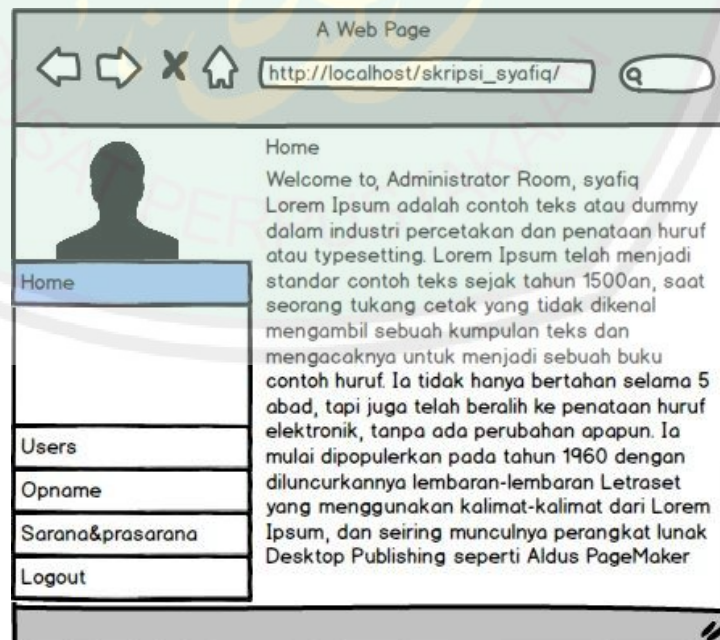 A Web Page
http://localhost/skripsi_syafiq/
Home
Users
Opname
Sarana&prasarana
Logout
Home
Welcome to, Administrator Room, syafiq
Lorem Ipsum adalah contoh teks atau dummy
dalam industri percetakan dan penataan huruf
atau typesetting. Lorem Ipsum telah menjadi
standar contoh teks sejak tahun 1500an, saat
seorang tukang cetak yang tidak dikenal
mengambil sebuah kumpulan teks dan
mengacaknya untuk menjadi sebuah buku
contoh huruf. Ia tidak hanya bertahan selama 5
abad, tapi juga telah beralih ke penataan huruf
elektronik, tanpa ada perubahan apapun. Ia
mulai dipopulerkan pada tahun 1960 dengan
diluncurkannya lembaran-lembaran Letraset
yang menggunakan kalimat-kalimat dari Lorem
Ipsum, dan seiring munculnya perangkat lunak
Desktop Publishing seperti Aldus PageMaker